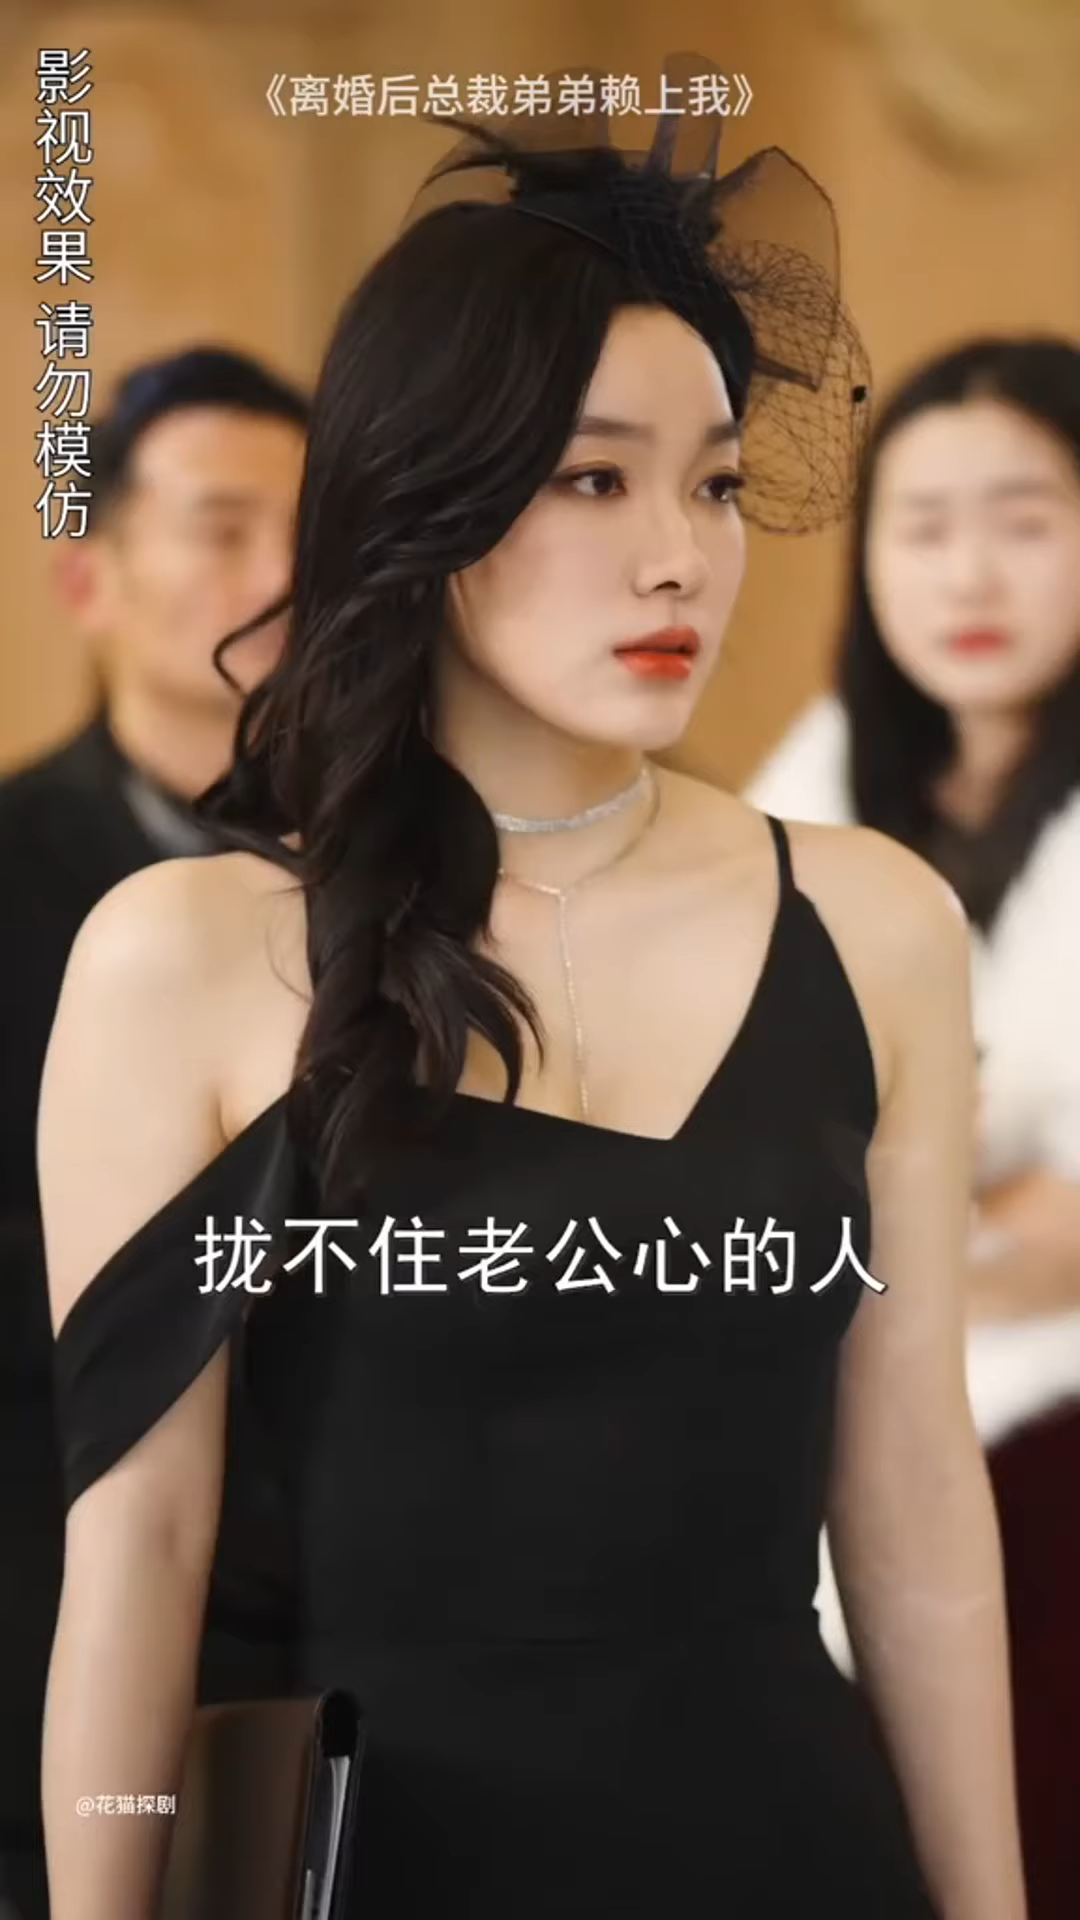 影视效果 请勿模仿
《离婚后总裁弟弟赖上我》
拢不住老公心的人
@花猫探剧